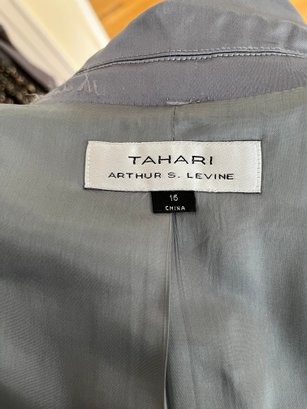 TAHARI
ARTHUR S. LEVINE
16
CHINA